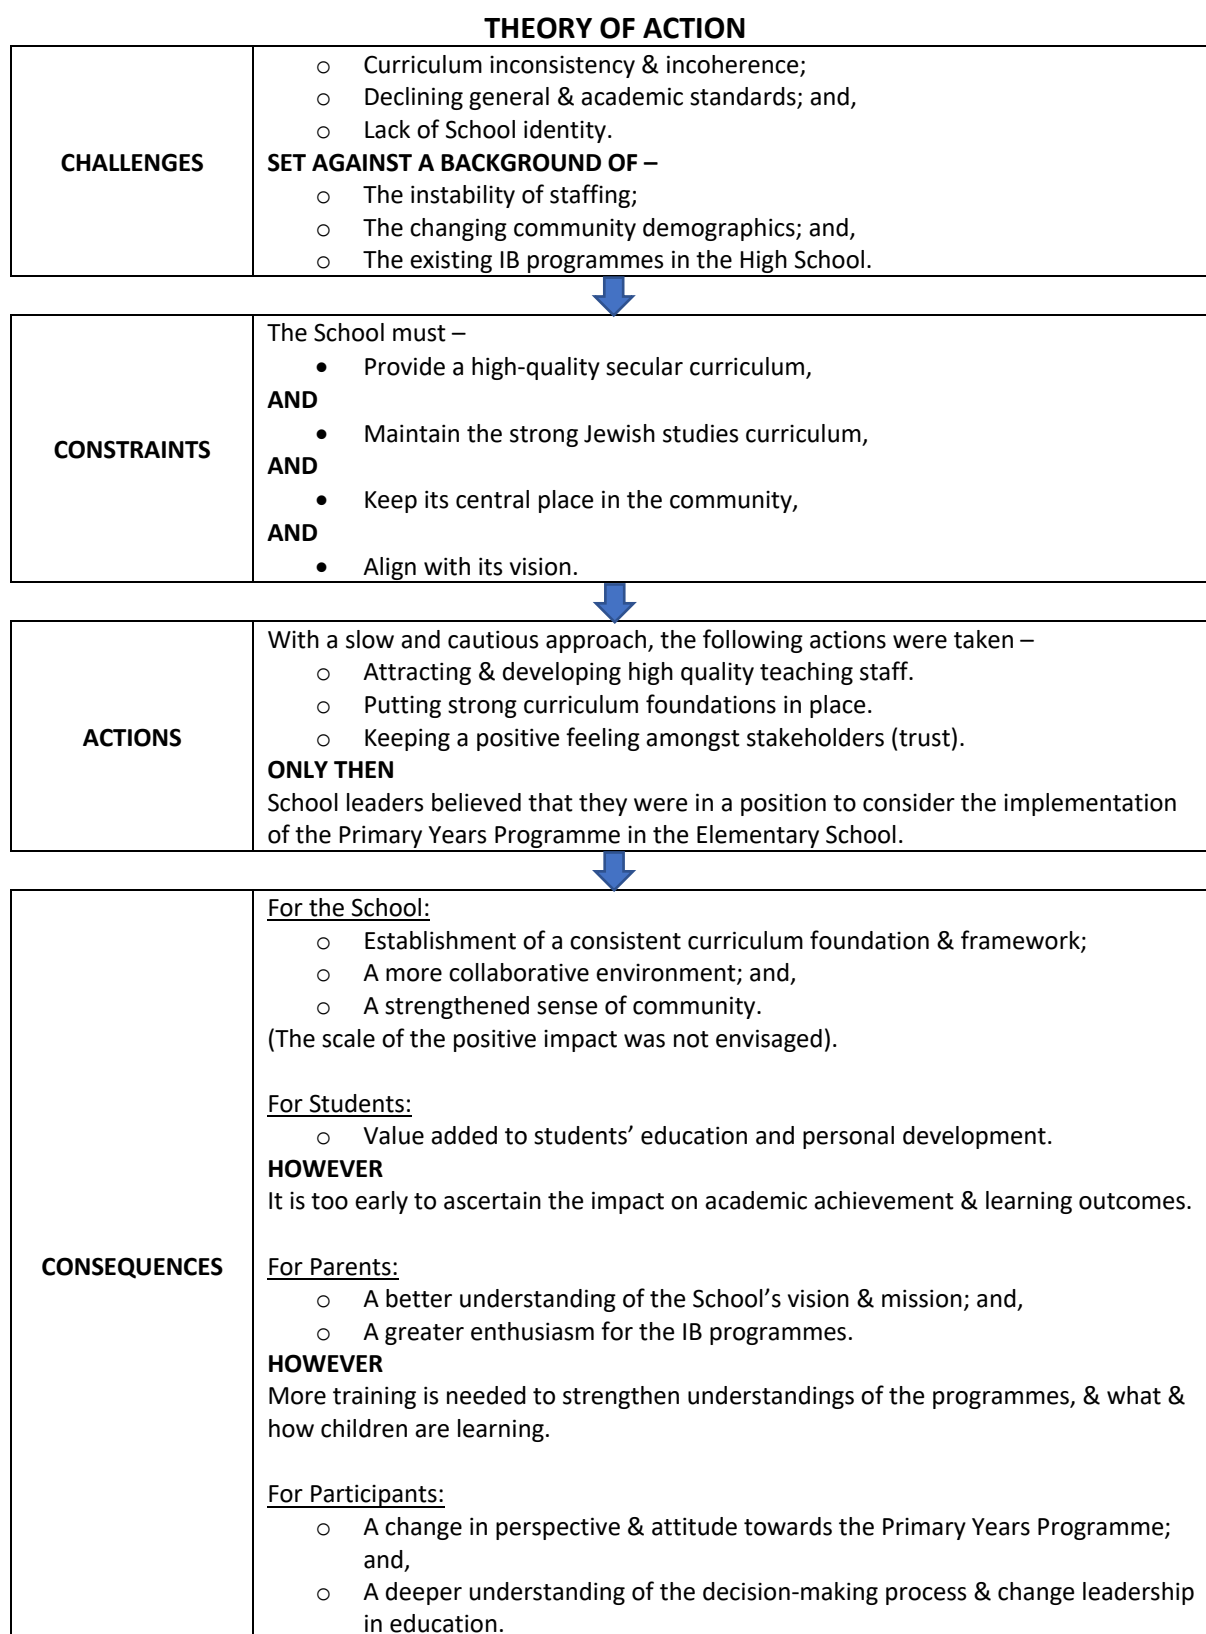 THEORY OF ACTION
CHALLENGES
o Curriculum inconsistency & incoherence;
o Declining general & academic standards; and,
o Lack of School identity.
SET AGAINST A BACKGROUND OF –
o The instability of staffing;
o The changing community demographics; and,
o The existing IB programmes in the High School.
CONSTRAINTS
The School must –
• Provide a high-quality secular curriculum,
AND
• Maintain the strong Jewish studies curriculum,
AND
• Keep its central place in the community,
AND
• Align with its vision.
ACTIONS
With a slow and cautious approach, the following actions were taken –
o Attracting & developing high quality teaching staff.
o Putting strong curriculum foundations in place.
o Keeping a positive feeling amongst stakeholders (trust).
ONLY THEN
School leaders believed that they were in a position to consider the implementation
of the Primary Years Programme in the Elementary School.
CONSEQUENCES
For the School:
o Establishment of a consistent curriculum foundation & framework;
o A more collaborative environment; and,
o A strengthened sense of community.
(The scale of the positive impact was not envisaged).
For Students:
o Value added to students’ education and personal development.
HOWEVER
It is too early to ascertain the impact on academic achievement & learning outcomes.
For Parents:
o A better understanding of the School’s vision & mission; and,
o A greater enthusiasm for the IB programmes.
HOWEVER
More training is needed to strengthen understandings of the programmes, & what &
how children are learning.
For Participants:
o A change in perspective & attitude towards the Primary Years Programme;
and,
o A deeper understanding of the decision-making process & change leadership
in education.